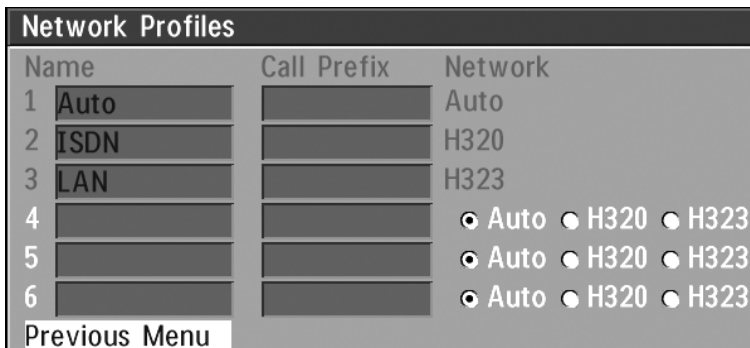 Network Profiles
Name Call Prefix Network
1 Auto Auto
2 ISDN H320
3 LAN H323
4 Auto H320 H323
5 Auto H320 H323
6 Auto H320 H323
Previous Menu